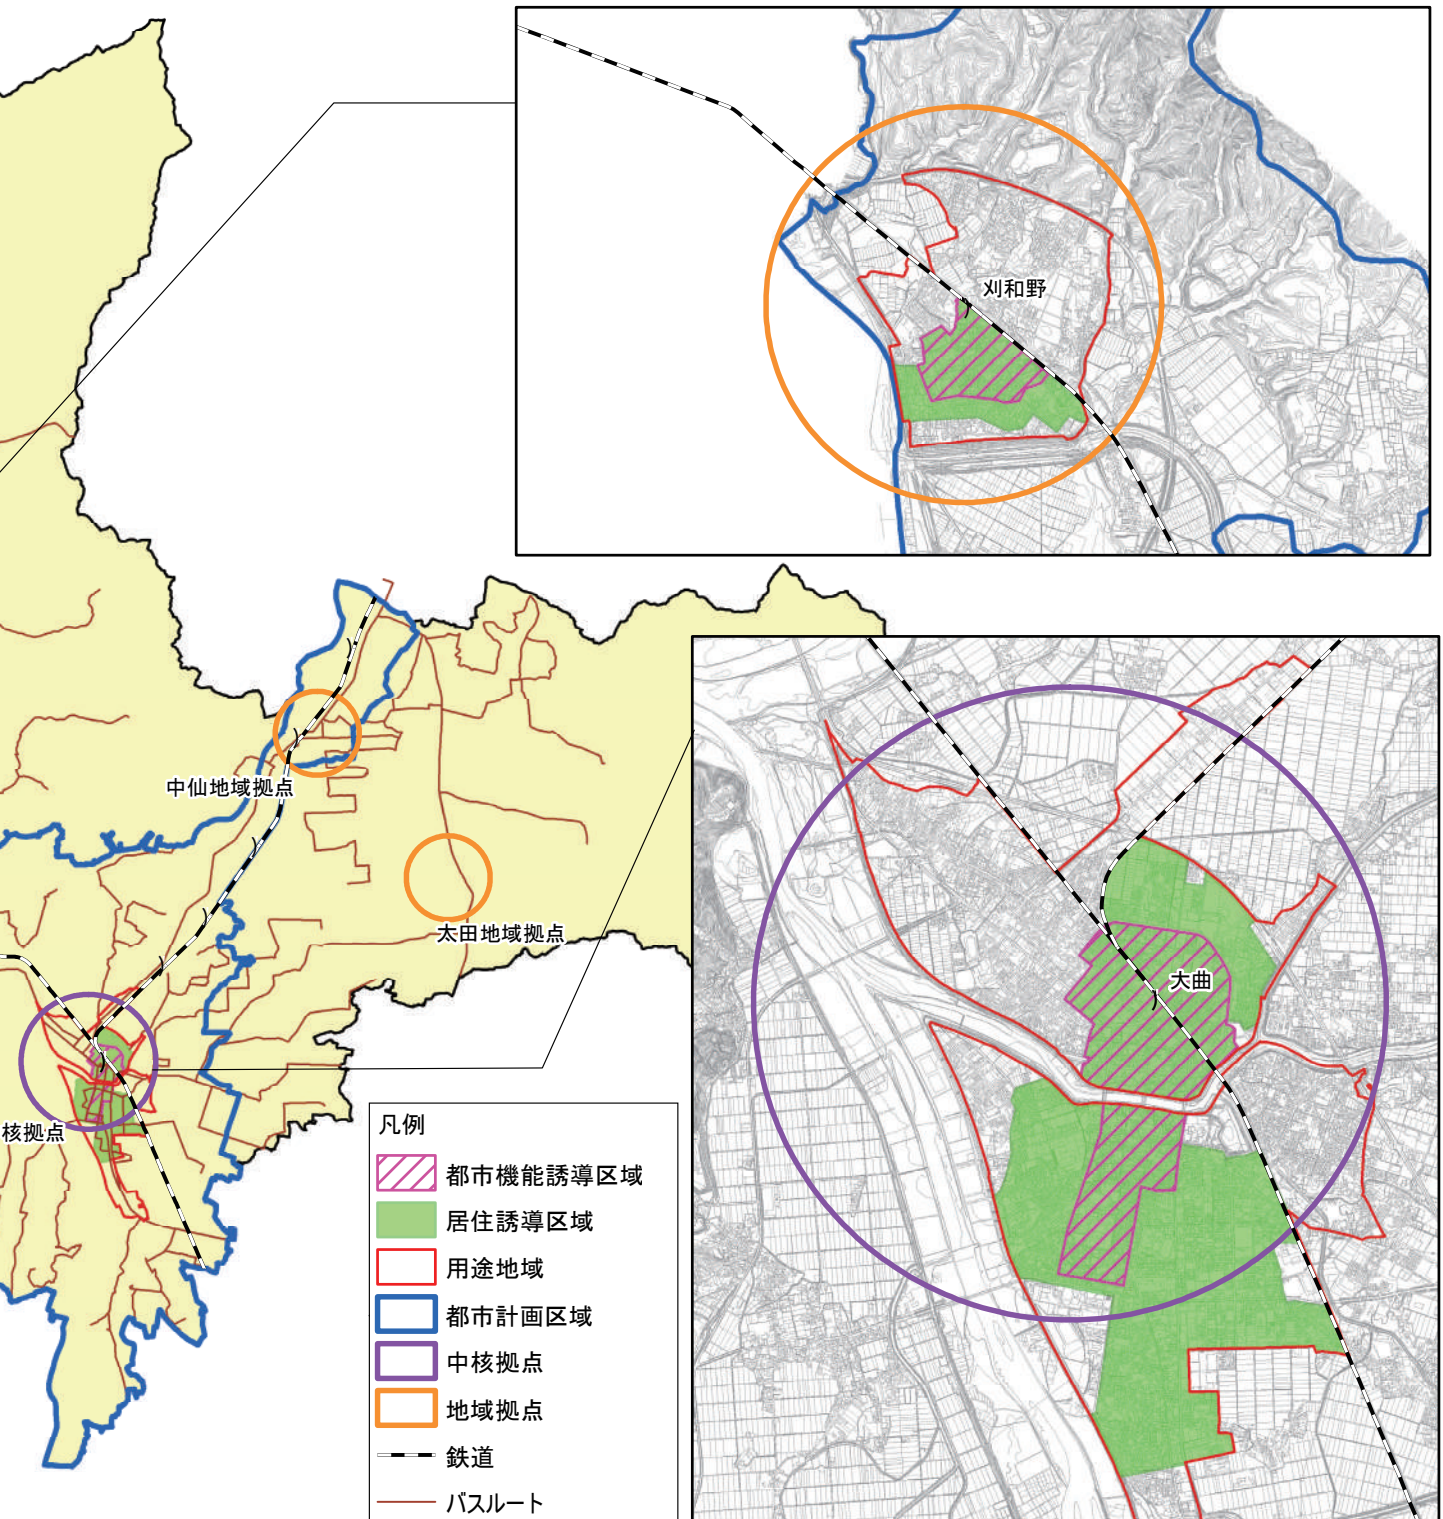 刈和野
中仙地域拠点
太田地域拠点
大曲
核拠点
凡例
都市機能誘導区域
居住誘導区域
用途地域
都市計画区域
中核拠点
地域拠点
鉄道
バスルート